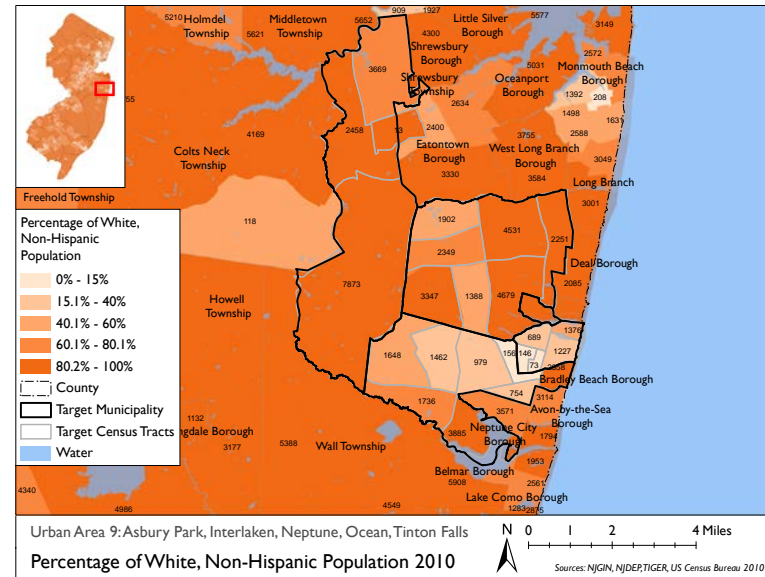 909
1927
5210
Holmdel
Township
Middletown
Township
5652
Little Silver
Borough
5577
3149
5621
4300
Shrewsbury
Borough
2572
3669
Shrewsbury
Township
5031
Oceanport
Borough
Monmouth Beach
Borough
55
1392
208
2634
1498
1631
4169
2458
13
2400
3755
2588
Colts Neck
Township
Eatontown
Borough
West Long Branch
Borough
3049
3330
3584
Long Branch
Freehold Township
3001
118
1902
4531
2251
2349
Deal Borough
7873
2085
Howell
Township
3347
1388
4679
1376
689
1648
1462
979
156
146
1227
73
Bradley Beach Borough
754
3114
1736
3571
Avon-by-the-Sea
Borough
1132
ngdale Borough
3177
5388
Wall Township
3885
Neptune City
Borough
1794
1953
Belmar Borough
5908
2561
4340
Lake Como Borough
4986
4549
1283
2875
Percentage of White,
Non-Hispanic
Population
0% - 15%
15.1% - 40%
40.1% - 60%
60.1% - 80.1%
80.2% - 100%
County
Target Municipality
Target Census Tracts
Water
Urban Area 9: Asbury Park, Interlaken, Neptune, Ocean, Tinton Falls
Percentage of White, Non-Hispanic Population 2010
N
0 1 2 4 Miles
Sources: NJGIN, NJDEP, TIGER, US Census Bureau 2010